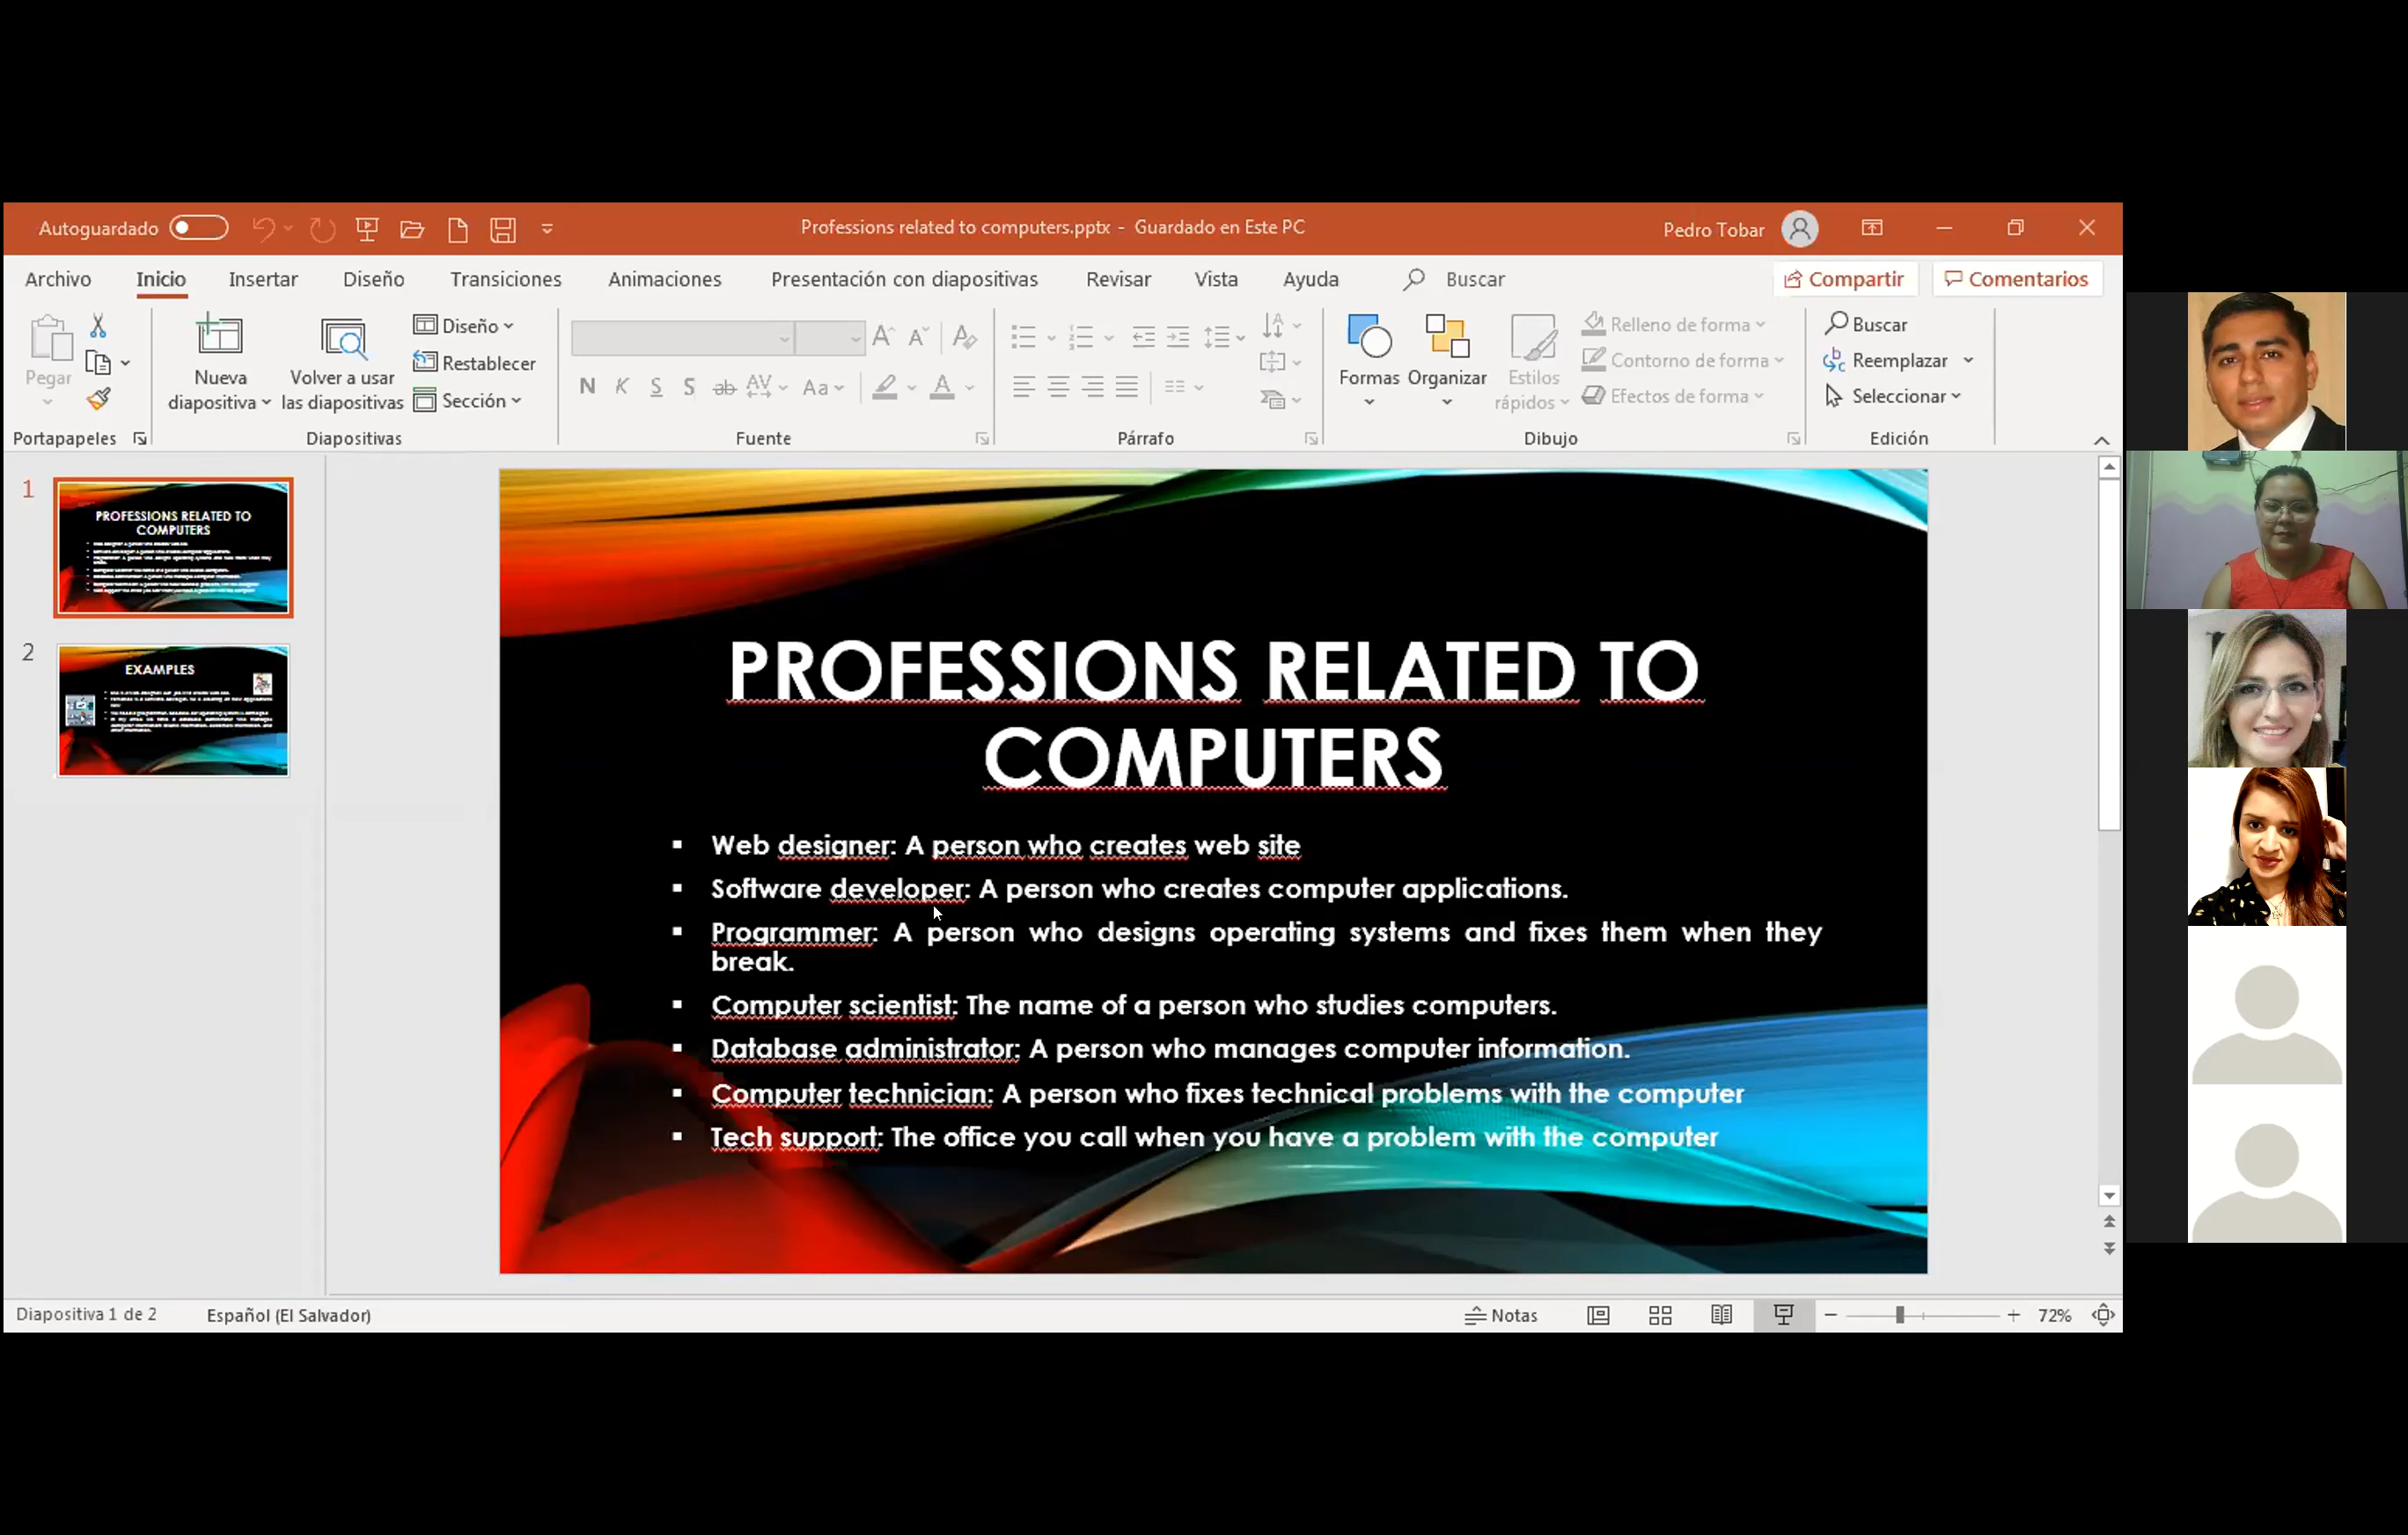 Autoguardado
Professions related to computers.pptx - Guardado en Este PC
Pedro Tobar
Archivo Inicio Insertar Diseño Transiciones Animaciones Presentación con diapositivas Revisar Vista Ayuda Buscar Compartir Comentarios
Pegar
Portapapeles
Nueva
diapositiva
Volver a usar
las diapositivas
Diseño
Restablecer
Sección
Diapositivas
N K S S ab AV Aa A
Fuente
Párrafo
Formas
Organizar
Estilos
rápidos
Relleno de forma
Contorno de forma
Efectos de forma
Dibujo
Buscar
Reemplazar
Seleccionar
Edición
1
PROFESSIONS RELATED TO
COMPUTERS
2
EXAMPLES
PROFESSIONS RELATED TO
COMPUTERS
▪ Web designer: A person who creates web site
▪ Software developer: A person who creates computer applications.
▪ Programmer: A person who designs operating systems and fixes them when they
break.
▪ Computer scientist: The name of a person who studies computers.
▪ Database administrator: A person who manages computer information.
▪ Computer technician: A person who fixes technical problems with the computer
▪ Tech support: The office you call when you have a problem with the computer
Diapositiva 1 de 2 Español (El Salvador) Notas 72%